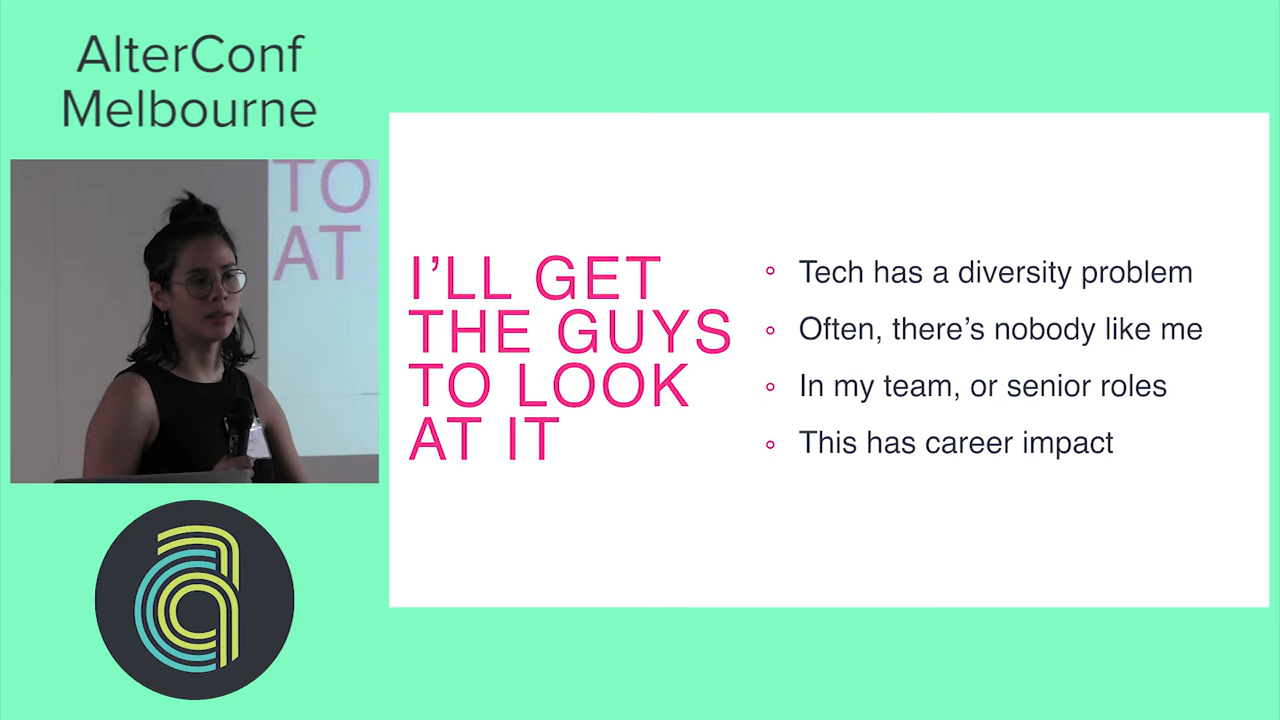 AlterConf
Melbourne
TO
AT
I’LL GET
THE GUYS
TO LOOK
AT IT
Tech has a diversity problem
Often, there’s nobody like me
In my team, or senior roles
This has career impact